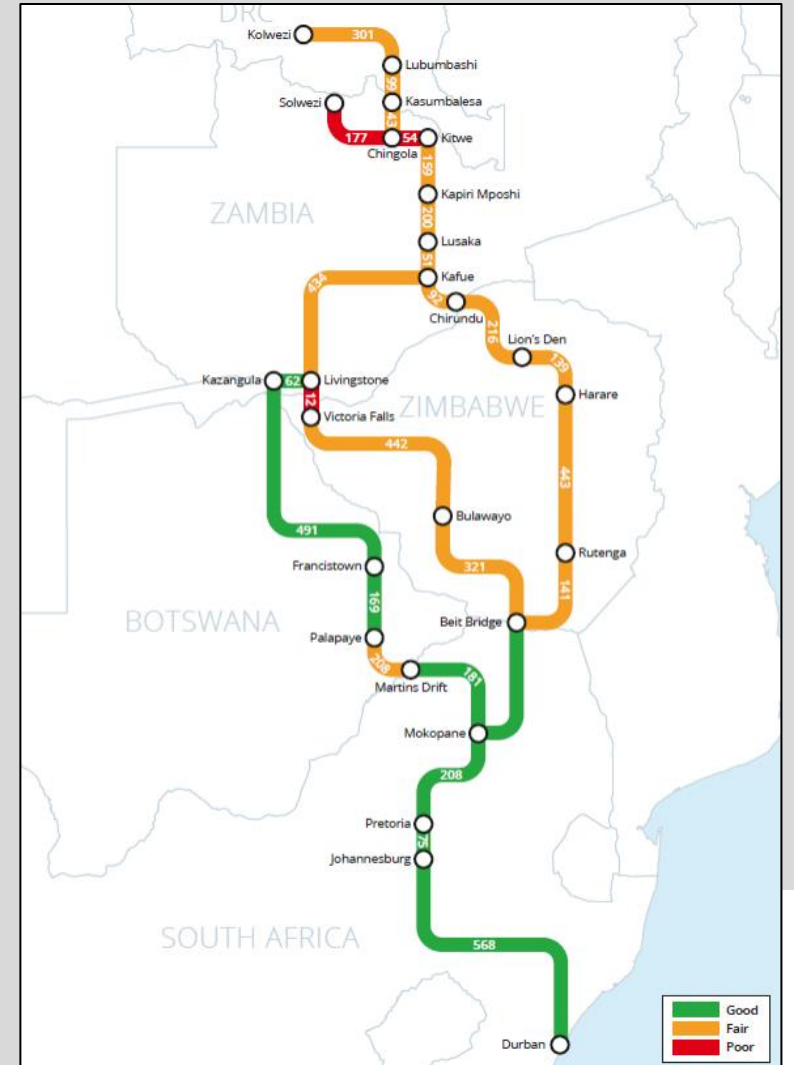 DRC
Kolwezi
301
Lubumbashi
99
Solwezi
Kasumbalesa
43
177
54
Kitwe
Chingola
159
ZAMBIA
Kapiri Mposhi
200
Lusaka
51
Kafue
434
92
Chirundu
216
Lion's Den
139
Kazangula
62
Livingstone
Harare
12
ZIMBABWE
Victoria Falls
442
443
Bulawayo
491
Rutenga
Francistown
321
169
141
BOTSWANA
Beit Bridge
Palapaye
208
181
Martins Drift
Mokopane
208
Pretoria
75
Johannesburg
SOUTH AFRICA
568
Good
Fair
Durban
Poor